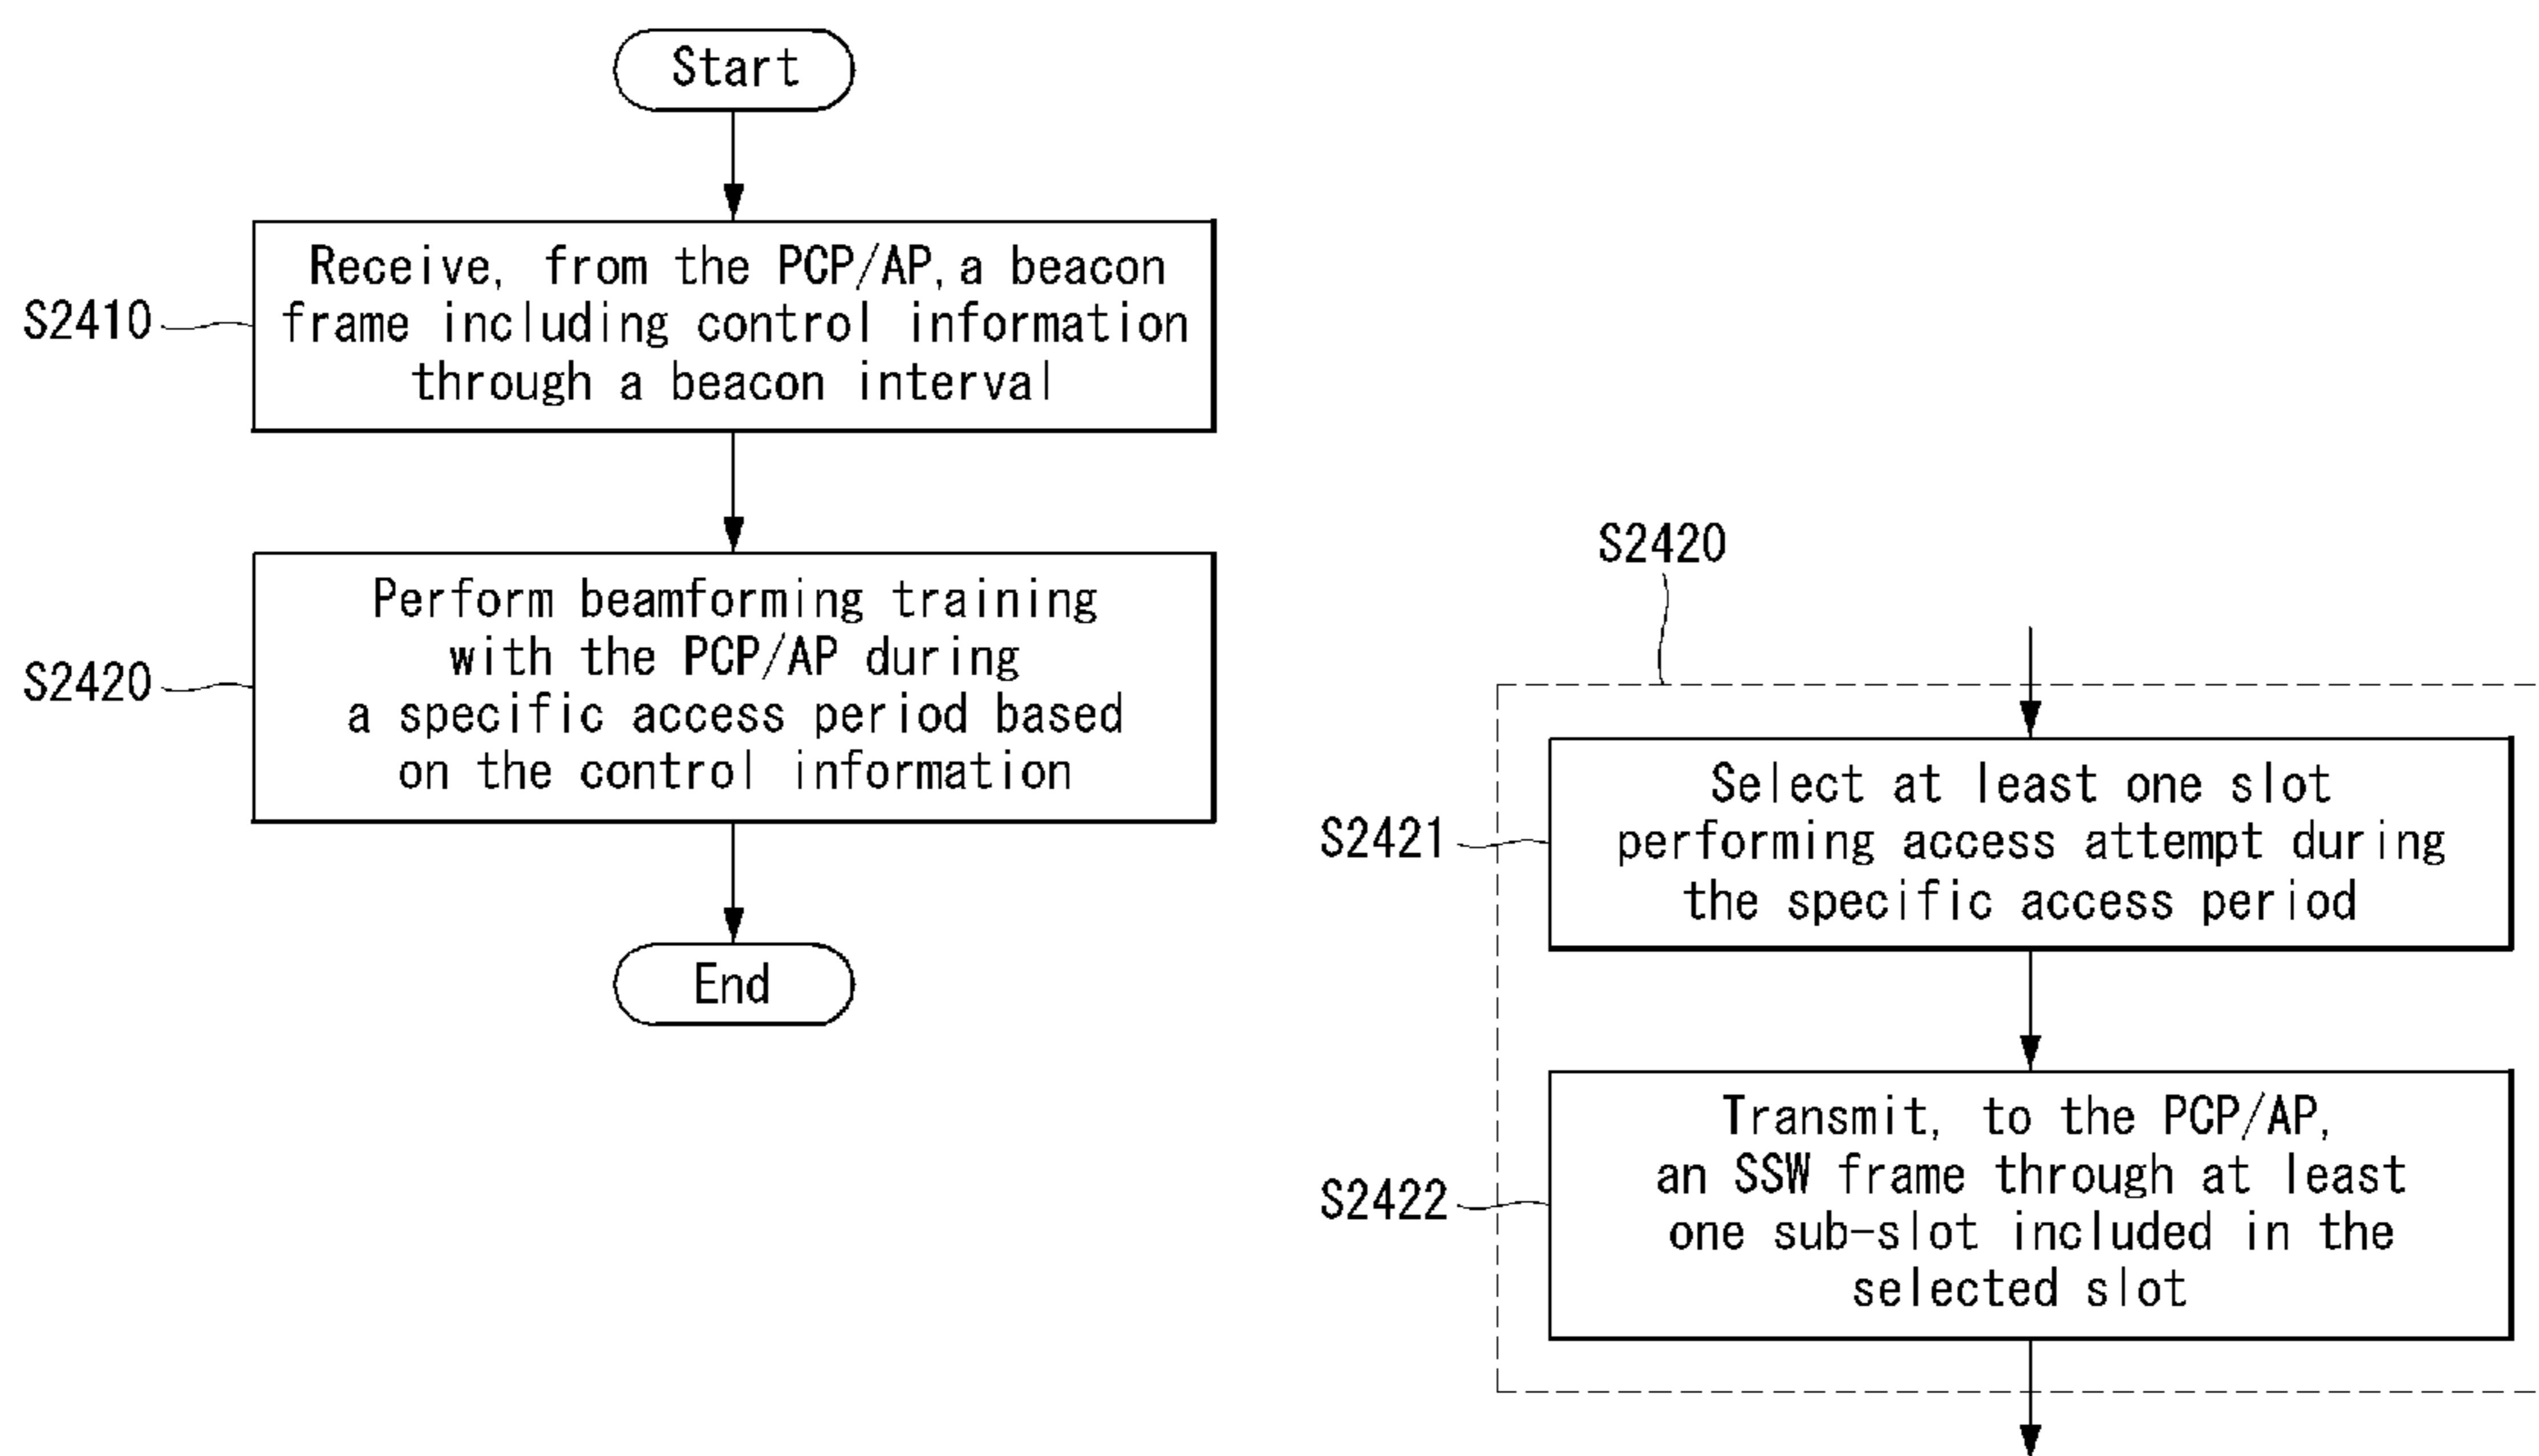 Start
S2410
Receive, from the PCP/AP, a beacon
frame including control information
through a beacon interval
S2420
Perform beamforming training
with the PCP/AP during
a specific access period based
on the control information
End
S2420
S2421
Select at least one slot
performing access attempt during
the specific access period
S2422
Transmit, to the PCP/AP,
an SSW frame through at least
one sub-slot included in the
selected slot